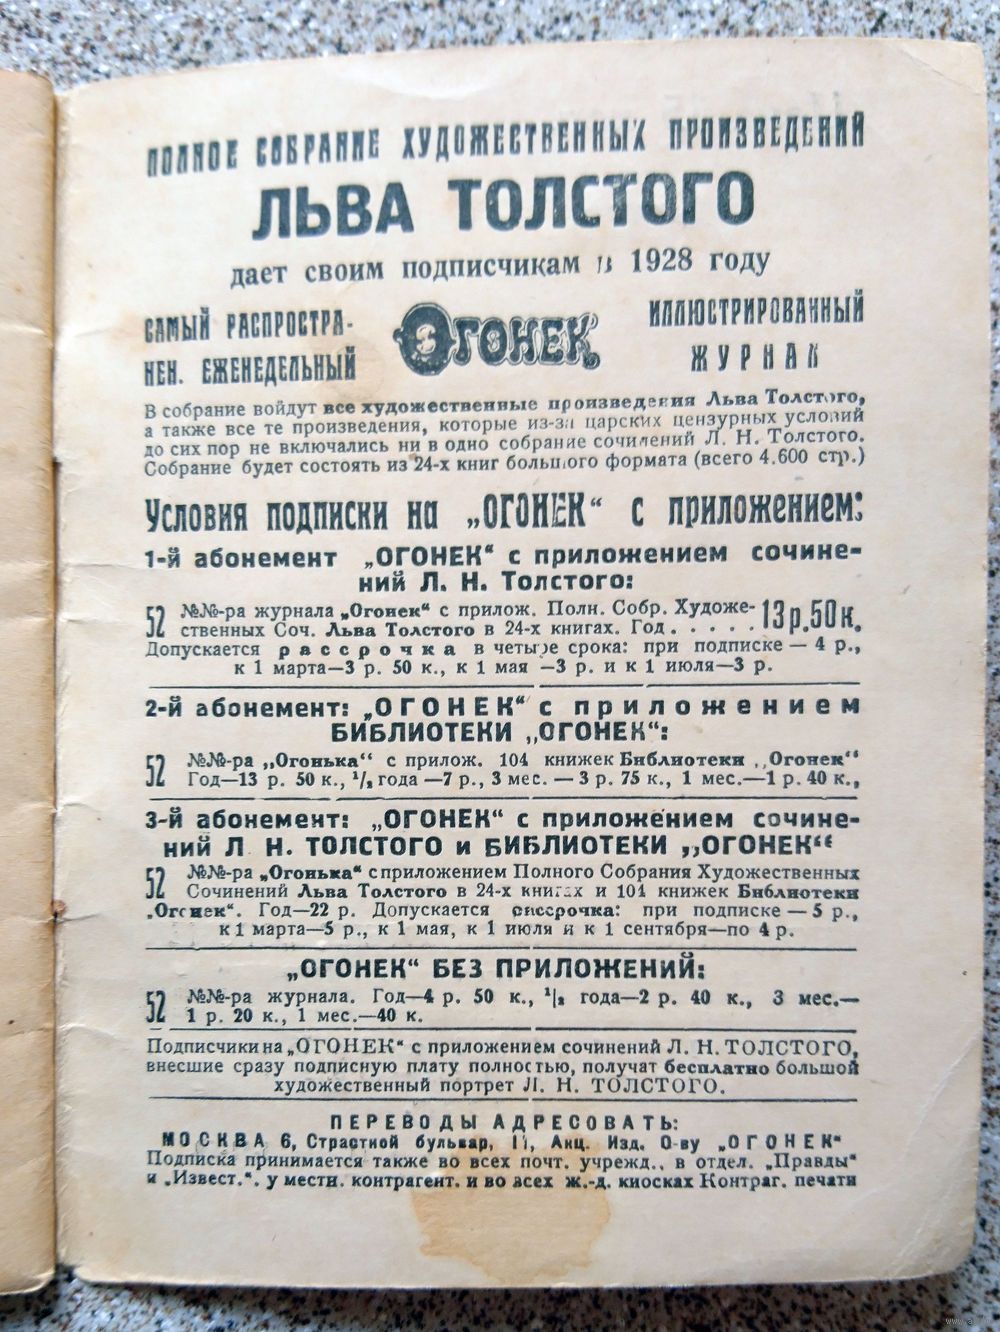 ПОЛНОЕ СОБРАНИЕ ХУДОЖЕСТВЕННЫХ ПРОИЗВЕДЕНИЙ
ЛЬВА ТОЛСТОГО
дает своим подписчикам в 1928 году
САМЫЙ РАСПРОСТРА-
НЕН. ЕЖЕНЕДЕЛЬНЫЙ
ОГОНЕК
ИЛЛЮСТРИРОВАННЫЙ
ЖУРНАЛ
В собрание войдут все художественные произведения Льва Толстого,
а также все те произведения, которые из-за царских цензурных условий
до сих пор не включались ни в одно собрание сочинений Л. Н. Толстого.
Собрание будет состоять из 24-х книг большого формата (всего 4.600 стр.)
Условия подписки на „ОГОНЕК“ с приложением:
1-й абонемент „ОГОНЕК“ с приложением сочине-
ний Л. Н. Толстого:
52 №№-ра журнала „Огонек“ с прилож. Полн. Собр. Художе-
ственных Соч. Льва Толстого в 24-х книгах. Год . . . . . 13 р. 50 к.
Допускается рассрочка в четыре срока: при подписке — 4 р.,
к 1 марта—3 р. 50 к., к 1 мая —3 р. и к 1 июля—3 р.
2-й абонемент: „ОГОНЕК“ с приложением
БИБЛИОТЕКИ „ОГОНЕК“:
52 №№-ра „Огонька“ с прилож. 104 книжек Библиотеки „Огонек“
Год—13 р. 50 к., ½ года —7 р., 3 мес. — 3 р. 75 к., 1 мес.—1 р. 40 к.,
3-й абонемент: „ОГОНЕК“ с приложением сочине-
ний Л. Н. ТОЛСТОГО и БИБЛИОТЕКИ „ОГОНЕК“
52 №№-ра „Огонька“ с приложением Полного Собрания Художественных
Сочинений Льва Толстого в 24-х книгах и 104 книжек Библиотеки
„Огонек“. Год—22 р. Допускается рассрочка: при подписке — 5 р.,
к 1 марта—5 р., к 1 мая, к 1 июля и к 1 сентября—по 4 р.
„ОГОНЕК“ БЕЗ ПРИЛОЖЕНИЙ:
52 №№-ра журнала. Год—4 р. 50 к., ½ года—2 р. 40 к., 3 мес.—
1 р. 20 к., 1 мес.—40 к.
Подписчики на „ОГОНЕК“ с приложением сочинений Л. Н. ТОЛСТОГО,
внесшие сразу подписную плату полностью, получат бесплатно большой
художественный портрет Л. Н. ТОЛСТОГО.
ПЕРЕВОДЫ АДРЕСОВАТЬ:
МОСКВА 6, Страстной бульвар, 11, Акц. Изд. О-ву „ОГОНЕК“
Подписка принимается также во всех почт. учрежд., в отдел. „Правды“
и „Извест.“. у местн. контрагент. и во всех ж.-д. киосках Контраг. печати